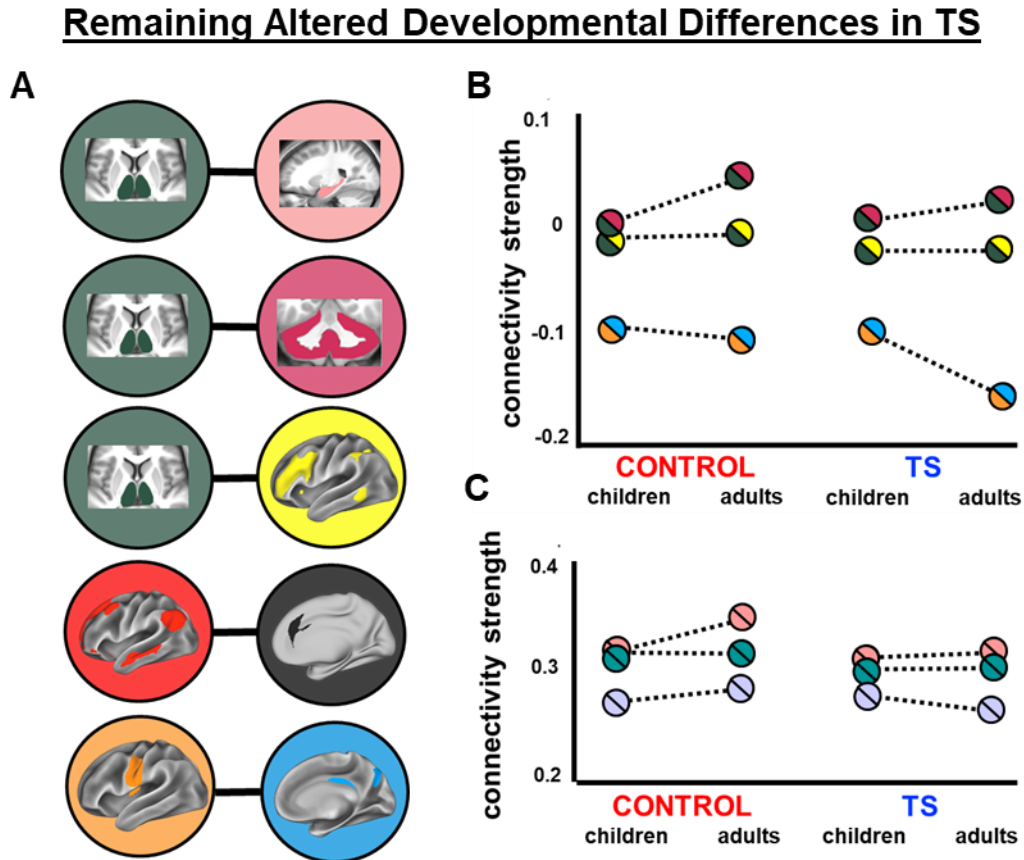 Remaining Altered Developmental Differences in TS
A
B
connectivity strength
0.1
0
-0.1
-0.2
CONTROL
TS
children
adults
children
adults
C
connectivity strength
0.4
0.3
0.2
CONTROL
TS
children
adults
children
adults